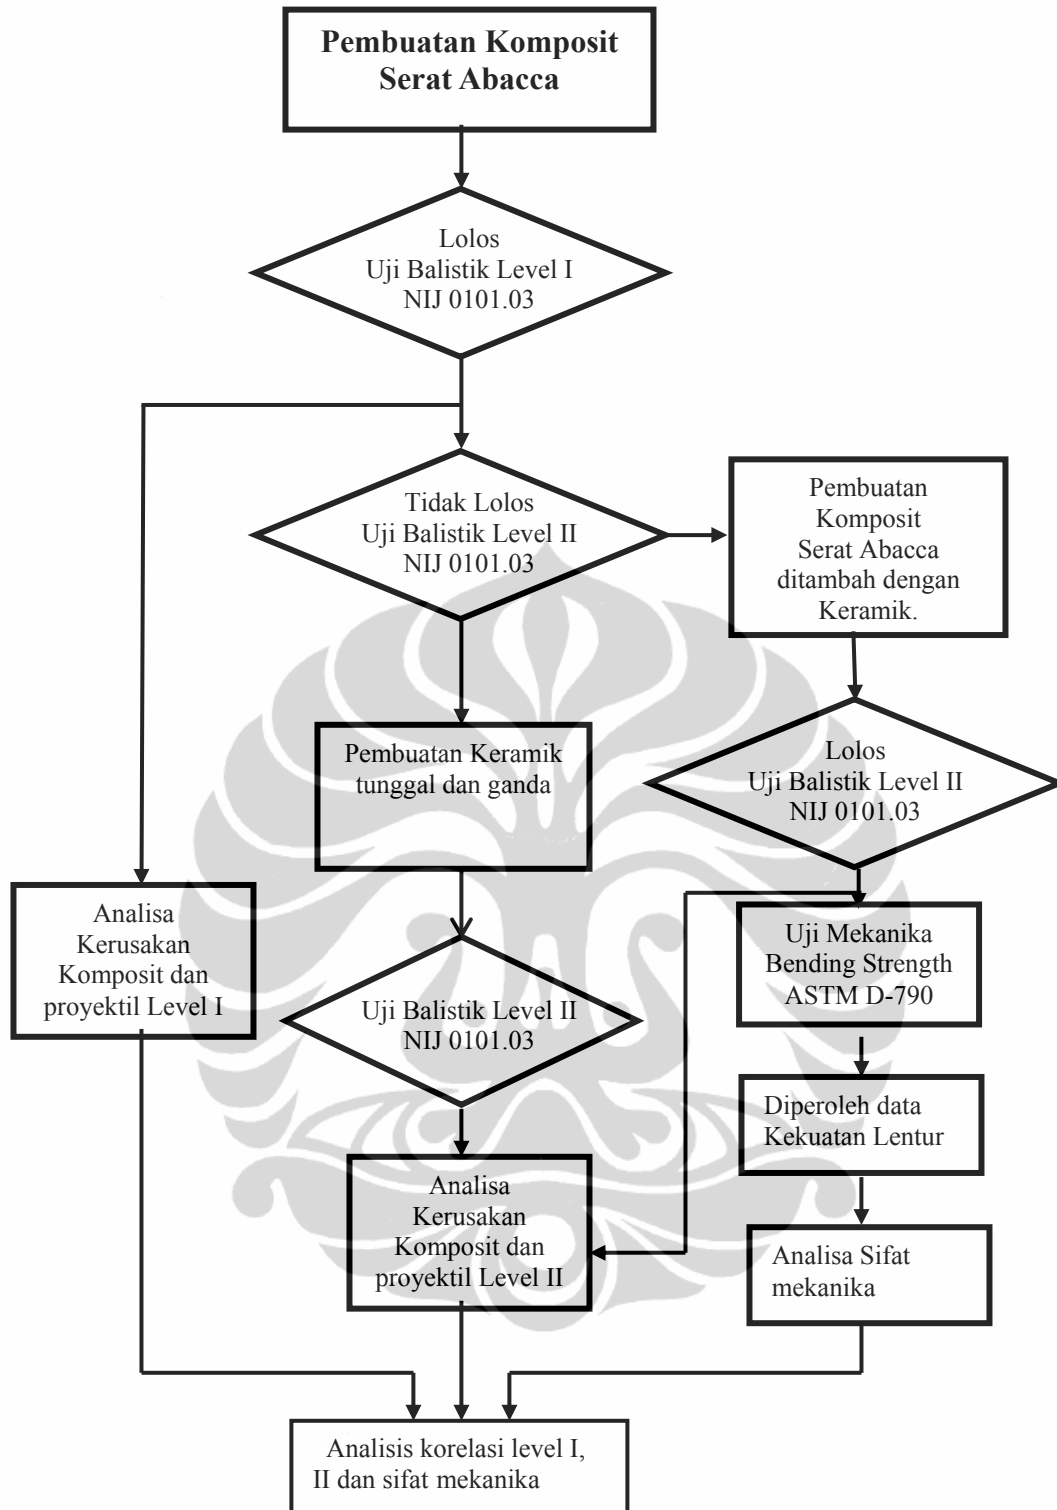 Pembuatan Komposit
Serat Abacca
Lolos
Uji Balistik Level I
NIJ 0101.03
Tidak Lolos
Uji Balistik Level II
NIJ 0101.03
Pembuatan
Komposit
Serat Abacca
ditambah dengan
Keramik.
Pembuatan Keramik
tunggal dan ganda
Lolos
Uji Balistik Level II
NIJ 0101.03
Analisa
Kerusakan
Komposit dan
proyektil Level I
Uji Balistik Level II
NIJ 0101.03
Uji Mekanika
Bending Strength
ASTM D-790
Diperoleh data
Kekuatan Lentur
Analisa
Kerusakan
Komposit dan
proyektil Level II
Analisa Sifat
mekanika
Analisis korelasi level I,
II dan sifat mekanika